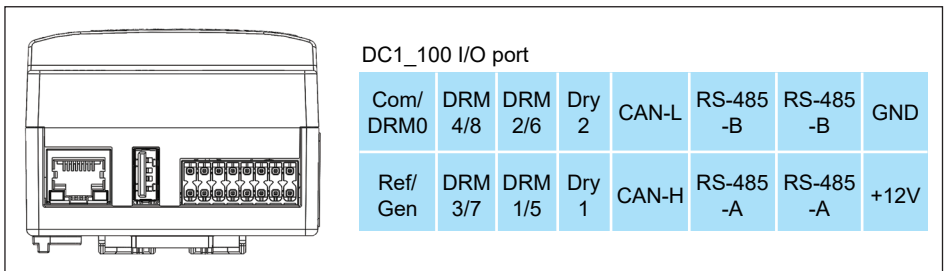 DC1_100 I/O port
Com/ DRM DRM Dry CAN-L RS-485 RS-485 GND
DRM0 4/8 2/6 2 -B -B
Ref/ DRM DRM Dry CAN-H RS-485 RS-485 +12V
Gen 3/7 1/5 1 -A -A